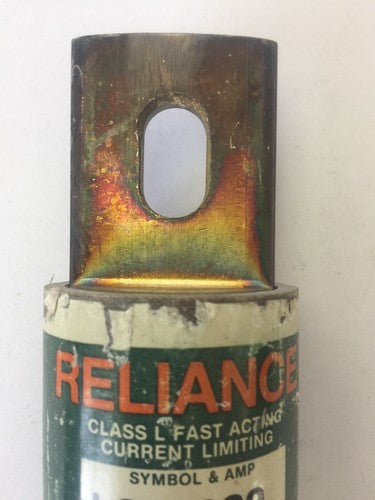 RELIANCE
CLASS L FAST ACTING
CURRENT LIMITING
SYMBOL & AMP